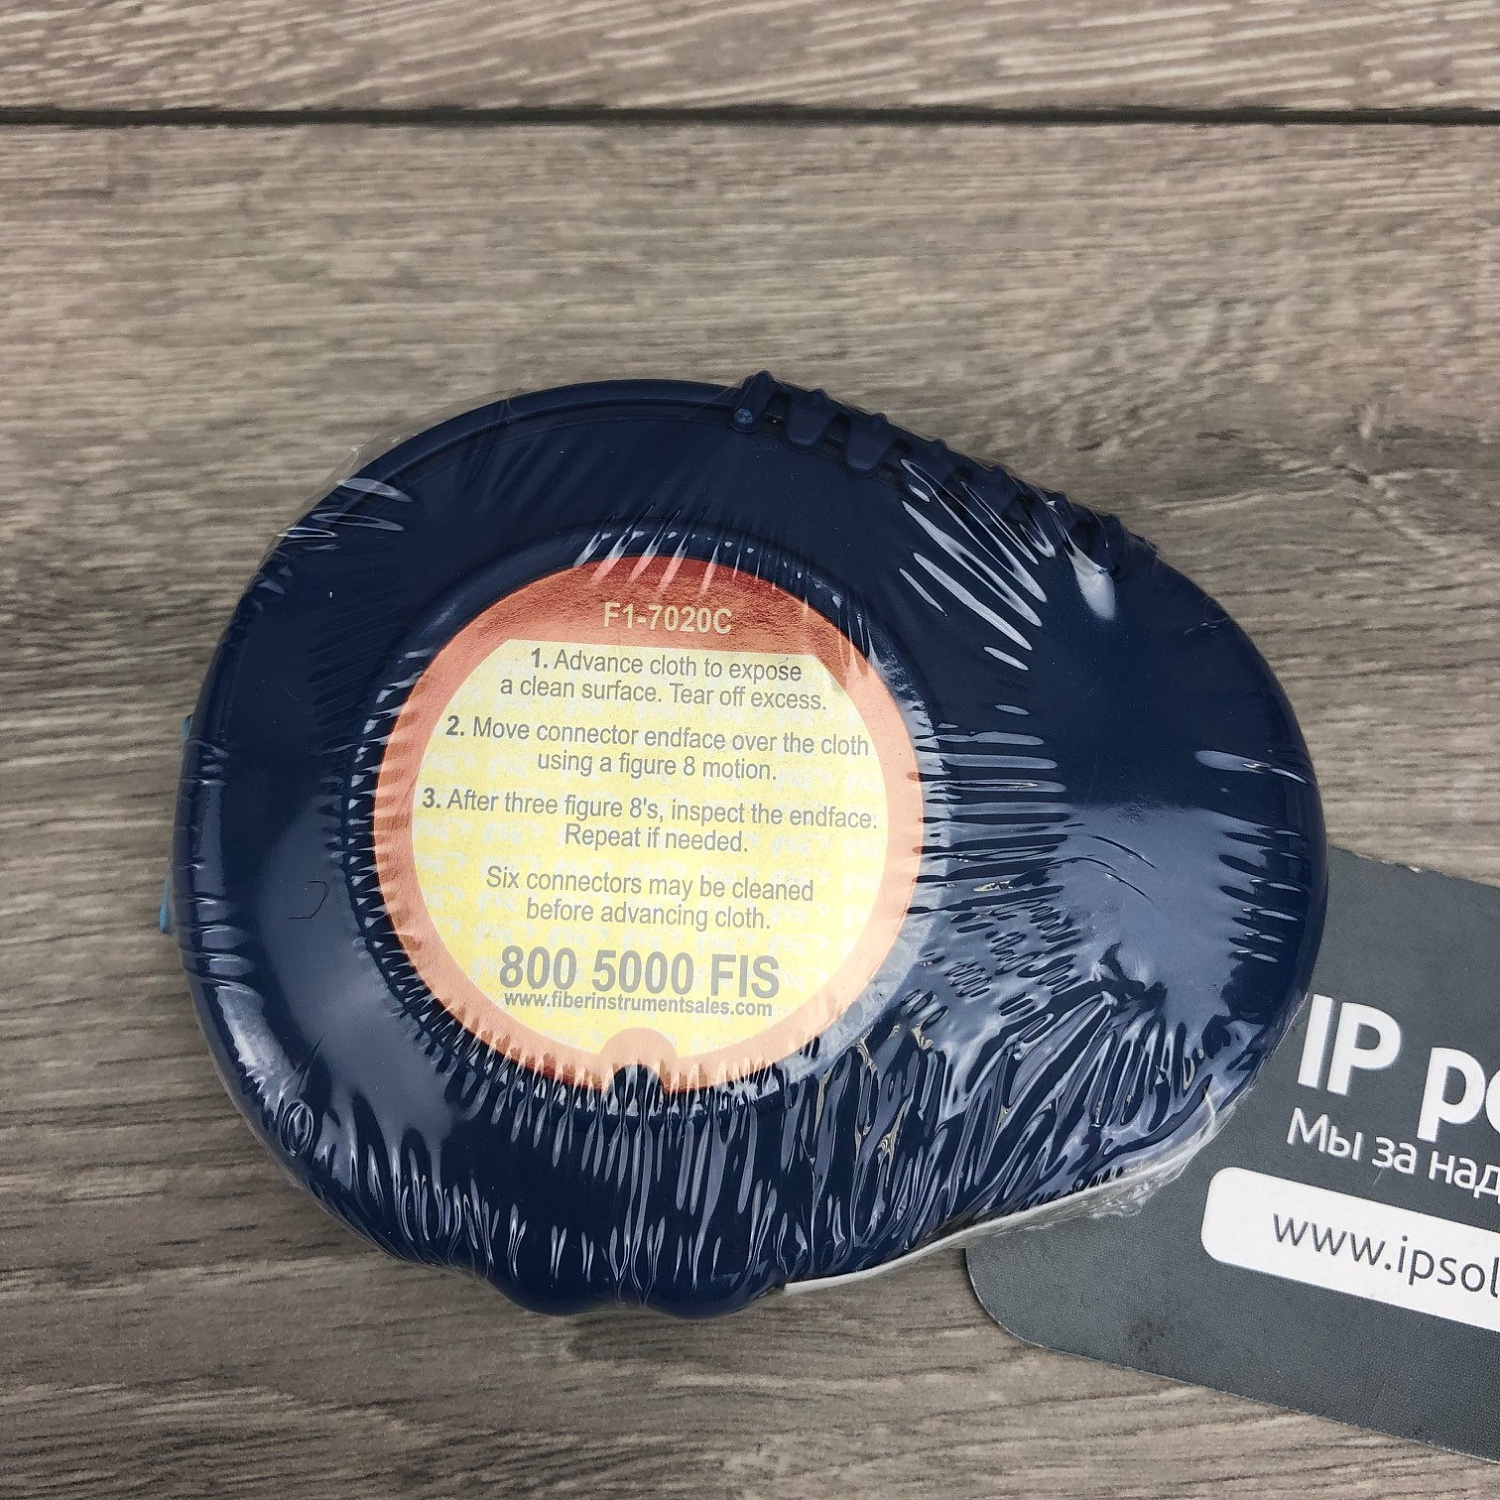 F1-7020C
1. Advance cloth to expose
a clean surface. Tear off excess.
2. Move connector endface over the cloth
using a figure 8 motion.
3. After three figure 8's, inspect the endface.
Repeat if needed.
Six connectors may be cleaned
before advancing cloth.
800 5000 FIS
www.fiberinstrumentsales.com
IP
Мы за
www.ipsol